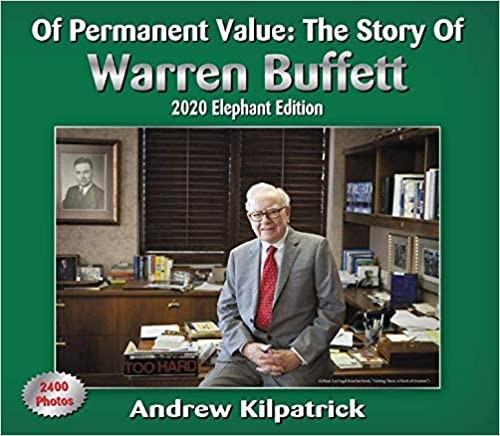 Of Permanent Value: The Story Of
Warren Buffett
2020 Elephant Edition
TOO HARD
2400
Photos
Andrew Kilpatrick